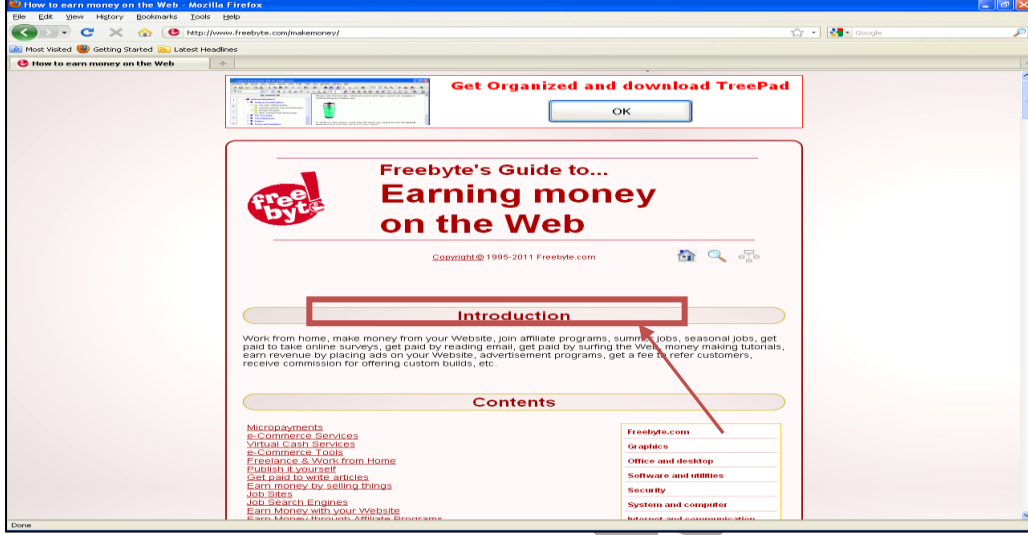 How to earn money on the Web - Mozilla Firefox
File Edit View History Bookmarks Tools Help
http://www.freebyte.com/makemoney/
Google
Most Visited Getting Started Latest Headlines
How to earn money on the Web
Get Organized and download TreePad
OK
free
byte
Freebyte's Guide to...
Earning money
on the Web
Copyright © 1995-2011 Freebyte.com
Introduction
Work from home, make money from your Website, join affiliate programs, summer jobs, seasonal jobs, get
paid to take online surveys, get paid by reading email, get paid by surfing the Web, money making tutorials,
earn revenue by placing ads on your Website, advertisement programs, get a fee to refer customers,
receive commission for offering custom builds, etc.
Contents
Micropayments
e-Commerce Services
Virtual Cash Services
e-Commerce Tools
Freelance & Work from Home
Publish it yourself
Get paid to write articles
Earn money by selling things
Job Sites
Job Search Engines
Earn Money with your Website
Earn Money through Affiliate Programs
Freebyte.com
Graphics
Office and desktop
Software and utilities
Security
System and computer
Internet and communication
Done